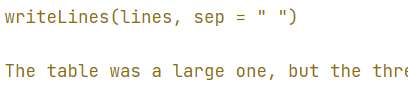 writeLines(lines, sep = " ")
The table was a large one, but the thre